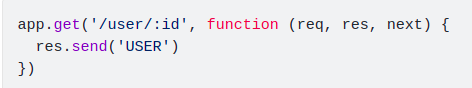 app.get('/user/:id', function (req, res, next) {
  res.send('USER')
})